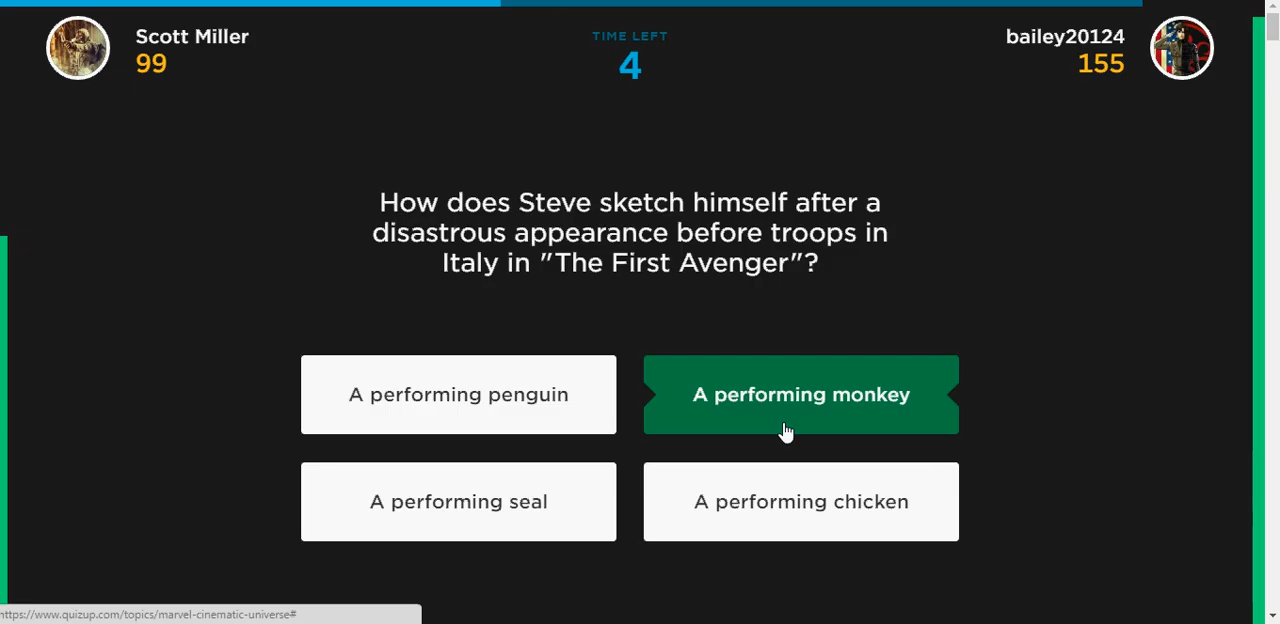 Scott Miller
99
TIME LEFT
4
bailey20124
155
How does Steve sketch himself after a
disastrous appearance before troops in
Italy in "The First Avenger"?
A performing penguin
A performing monkey
A performing seal
A performing chicken
https://www.quizup.com/topics/marvel-cinematic-universe#